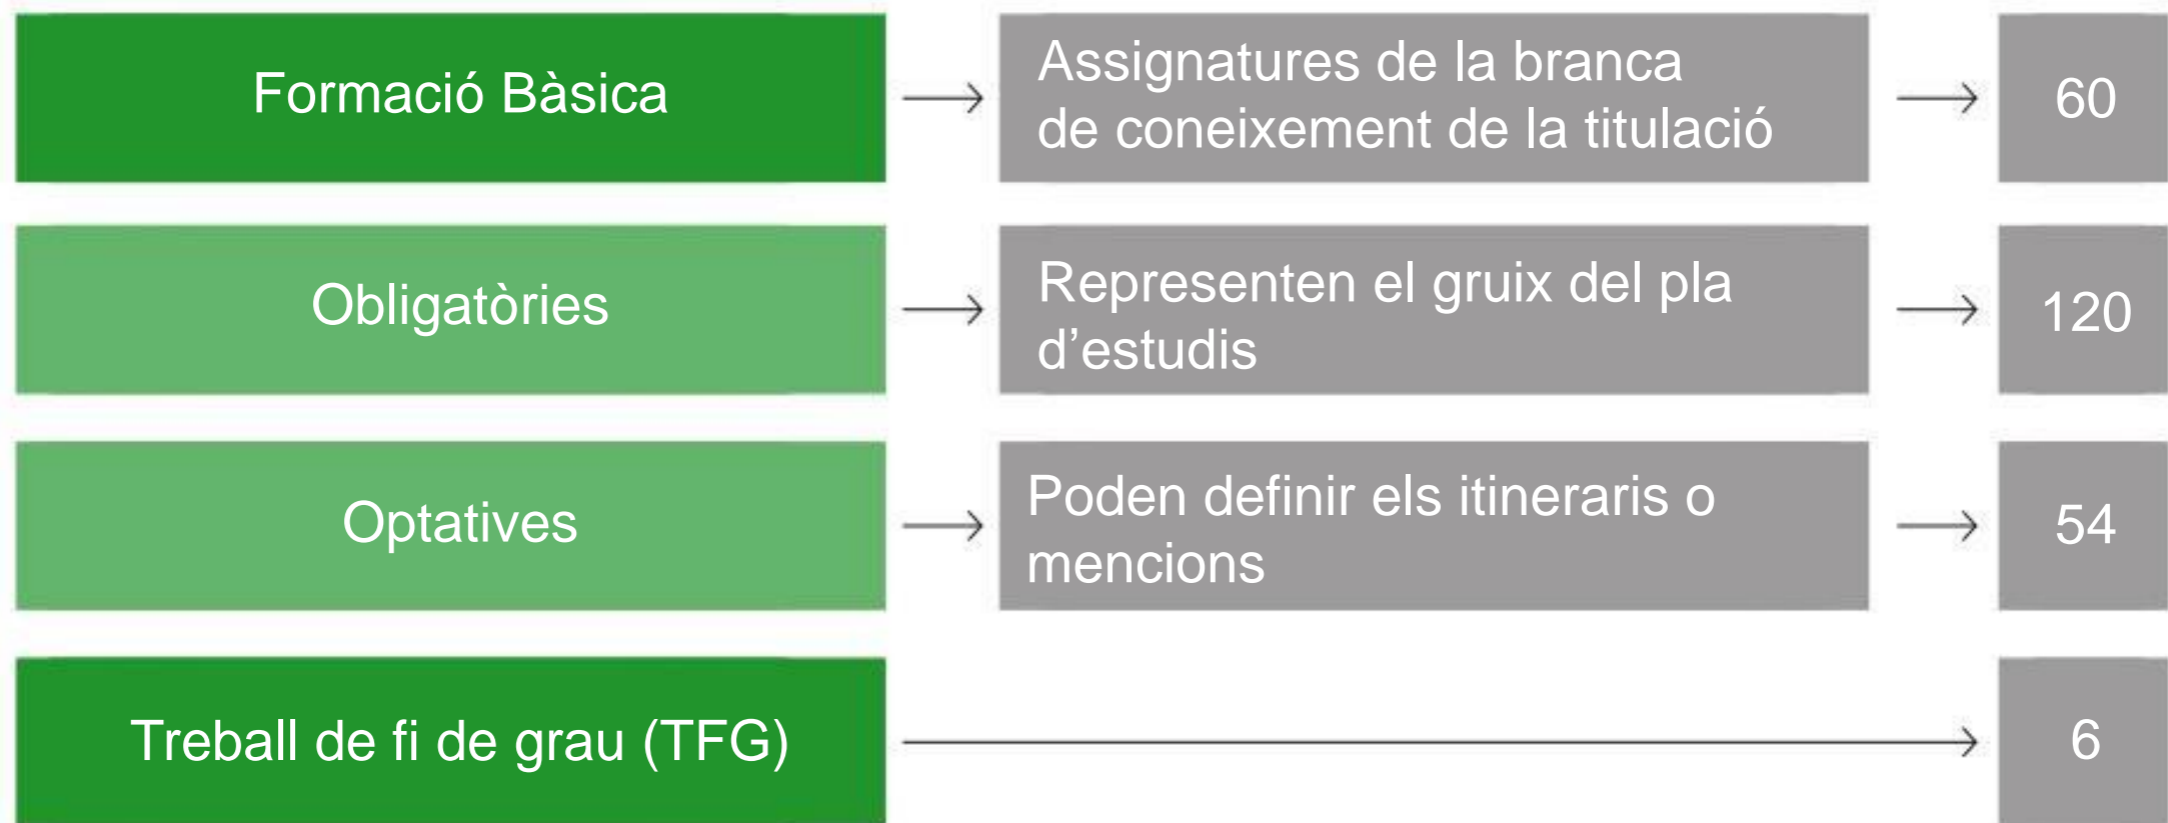 Formació Bàsica
Assignatures de la branca
de coneixement de la titulació
60
Obligatòries
Representen el gruix del pla
d’estudis
120
Optatives
Poden definir els itineraris o
mencions
54
Treball de fi de grau (TFG)
6